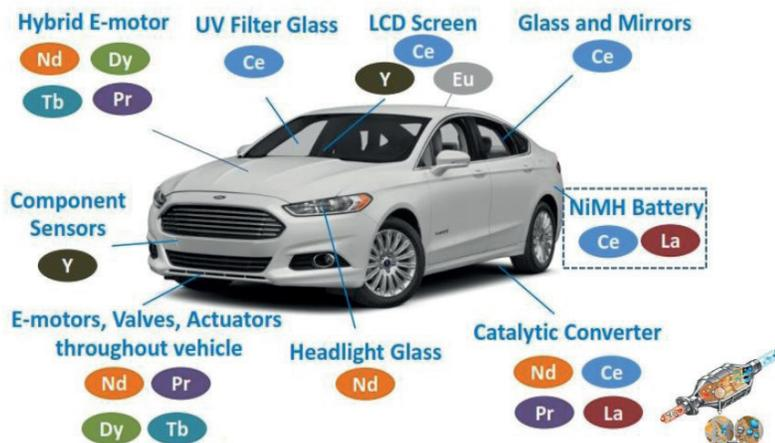 Hybrid E-motor
Nd Dy
Tb Pr
UV Filter Glass
Ce
LCD Screen
Ce
Y Eu
Glass and Mirrors
Ce
Component
Sensors
Y
NiMH Battery
Ce La
E-motors, Valves, Actuators
throughout vehicle
Nd Pr
Dy Tb
Headlight Glass
Nd
Catalytic Converter
Nd Ce
Pr La